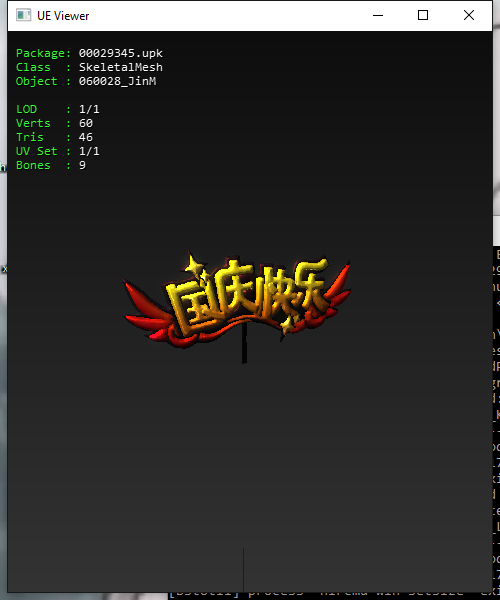 UE Viewer
Package: 00029345.upk
Class : SkeletalMesh
Object : 060028_JinM
LOD : 1/1
Verts : 60
Tris : 46
UV Set : 1/1
Bones : 9
国庆快乐